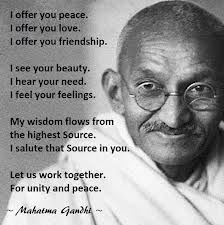 I offer you peace.
I offer you love.
I offer you friendship.
I see your beauty.
I hear your need.
I feel your feelings.
My wisdom flows from
the highest Source.
I salute that Source in you.
Let us work together.
For unity and peace.
~ Mahatma Gandhi ~